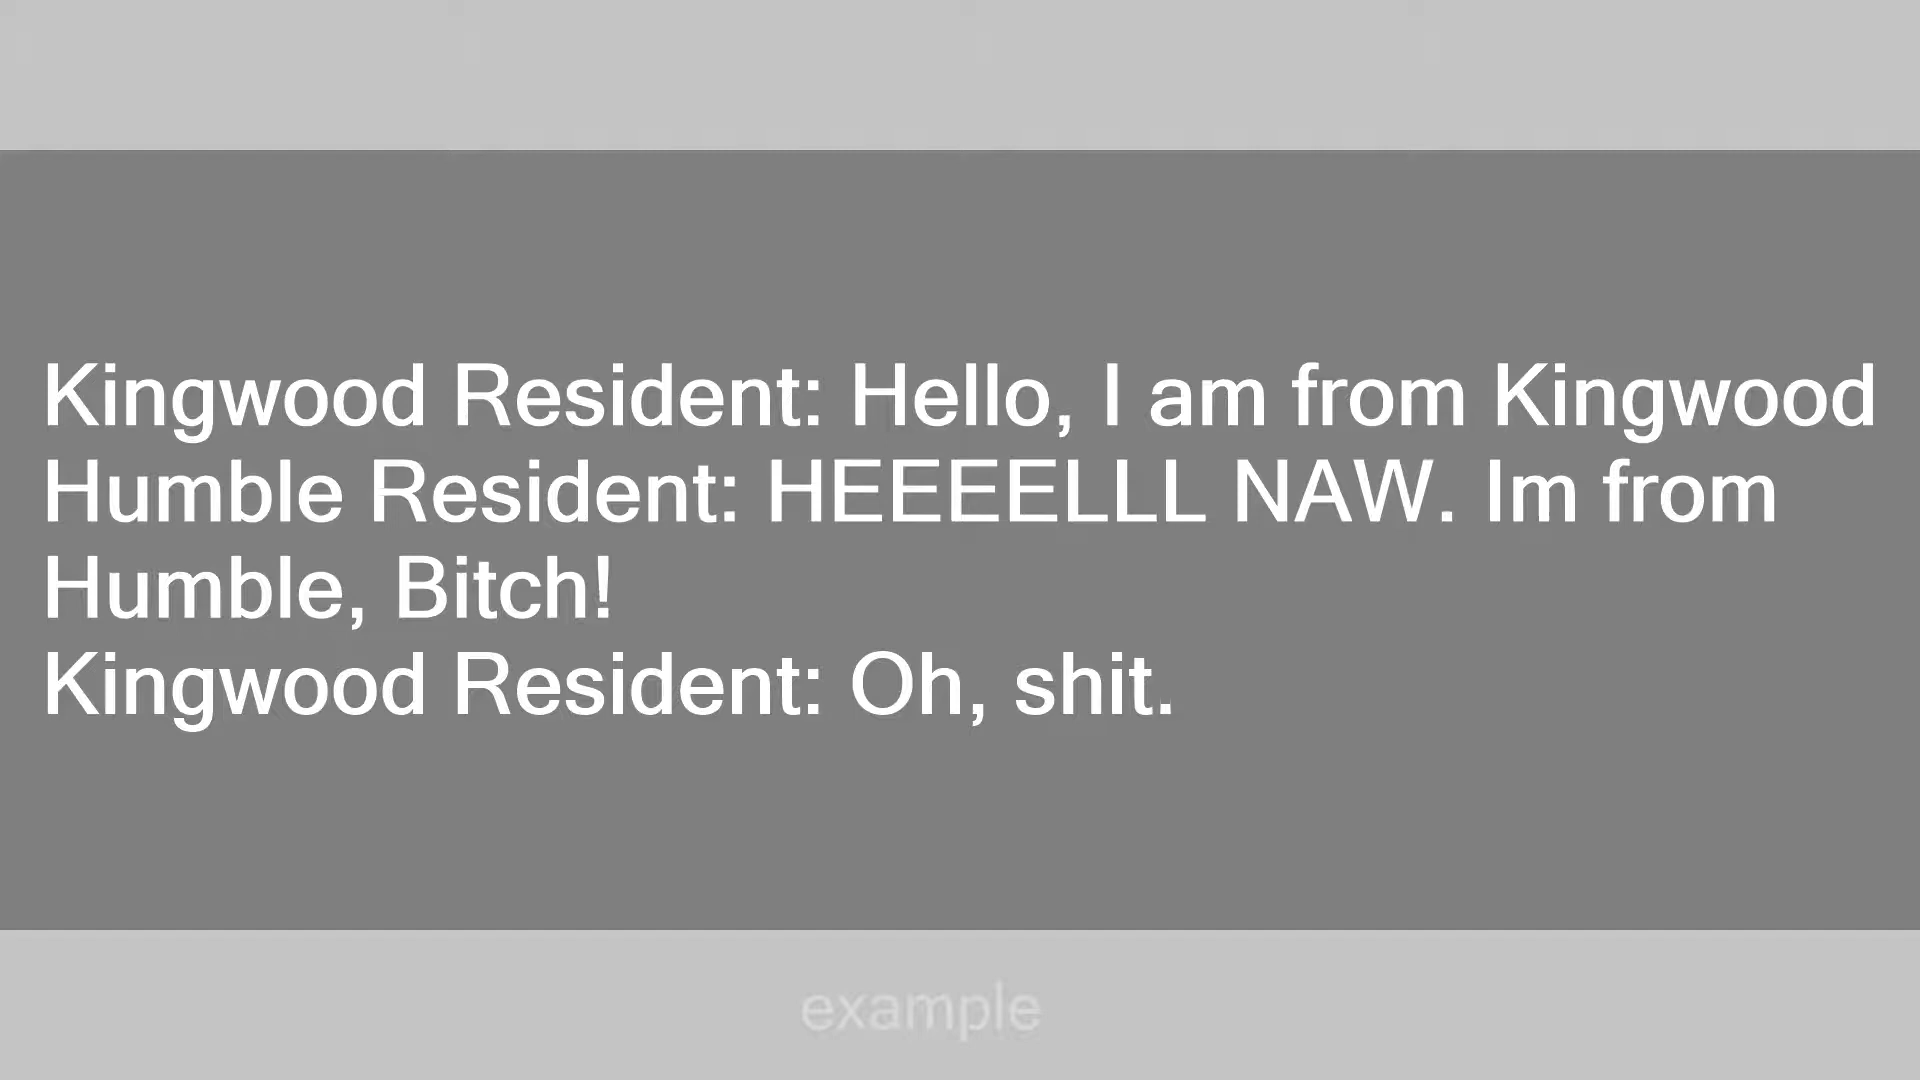 Kingwood Resident: Hello, I am from Kingwood
Humble Resident: HEEEELLL NAW. Im from
Humble, Bitch!
Kingwood Resident: Oh, shit.
example